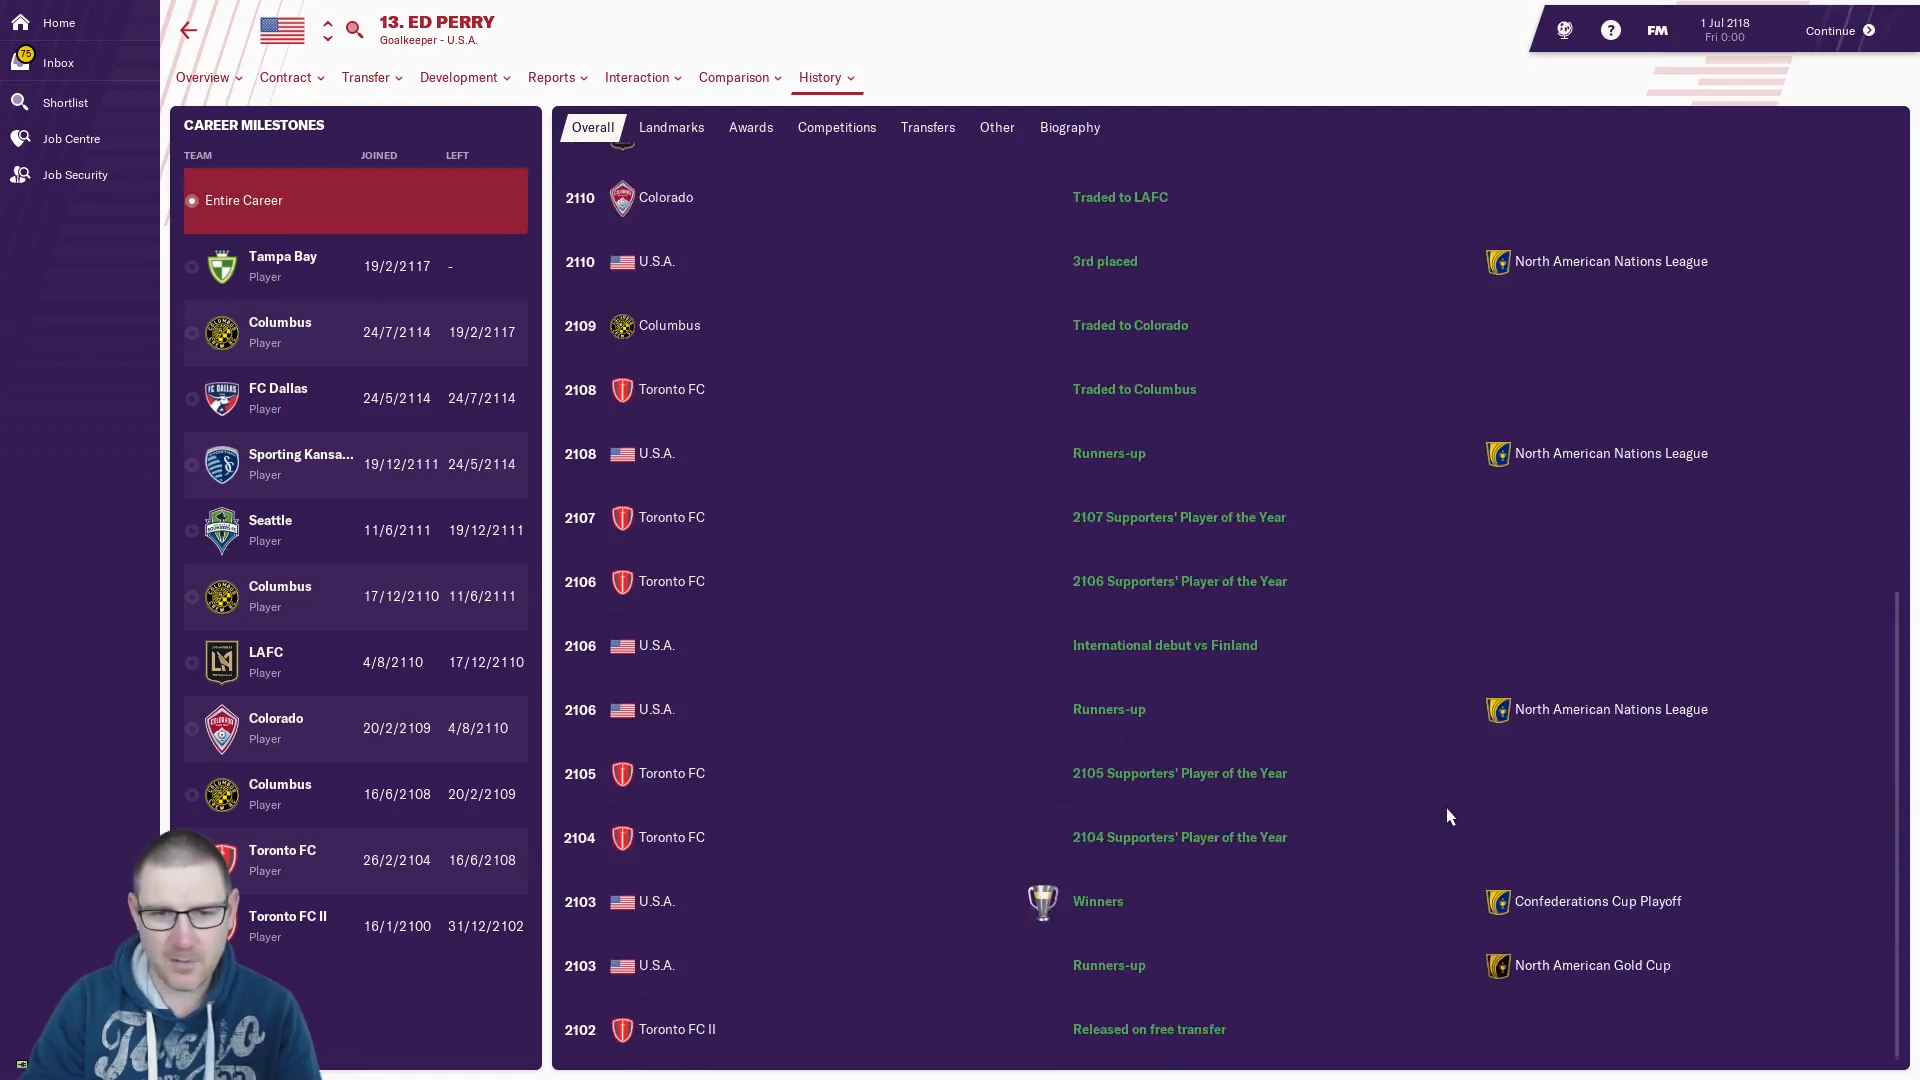 Home
75
Inbox
Shortlist
Job Centre
Job Security
13. ED PERRY
Goalkeeper - U.S.A.
?
FM
1 Jul 2118
Fri 0:00
Continue
Overview
Contract
Transfer
Development
Reports
Interaction
Comparison
History
CAREER MILESTONES
TEAM JOINED LEFT
Entire Career
Tampa Bay
Player
19/2/2117 -
Columbus
Player
24/7/2114 19/2/2117
FC Dallas
Player
24/5/2114 24/7/2114
Sporting Kansa...
Player
19/12/2111 24/5/2114
Seattle
Player
11/6/2111 19/12/2111
Columbus
Player
17/12/2110 11/6/2111
LAFC
Player
4/8/2110 17/12/2110
Colorado
Player
20/2/2109 4/8/2110
Columbus
Player
16/6/2108 20/2/2109
Toronto FC
Player
26/2/2104 16/6/2108
Toronto FC II
Player
16/1/2100 31/12/2102
Overall Landmarks Awards Competitions Transfers Other Biography
2110 Colorado Traded to LAFC
2110 U.S.A. 3rd placed North American Nations League
2109 Columbus Traded to Colorado
2108 Toronto FC Traded to Columbus
2108 U.S.A. Runners-up North American Nations League
2107 Toronto FC 2107 Supporters' Player of the Year
2106 Toronto FC 2106 Supporters' Player of the Year
2106 U.S.A. International debut vs Finland
2106 U.S.A. Runners-up North American Nations League
2105 Toronto FC 2105 Supporters' Player of the Year
2104 Toronto FC 2104 Supporters' Player of the Year
2103 U.S.A. Winners Confederations Cup Playoff
2103 U.S.A. Runners-up North American Gold Cup
2102 Toronto FC II Released on free transfer